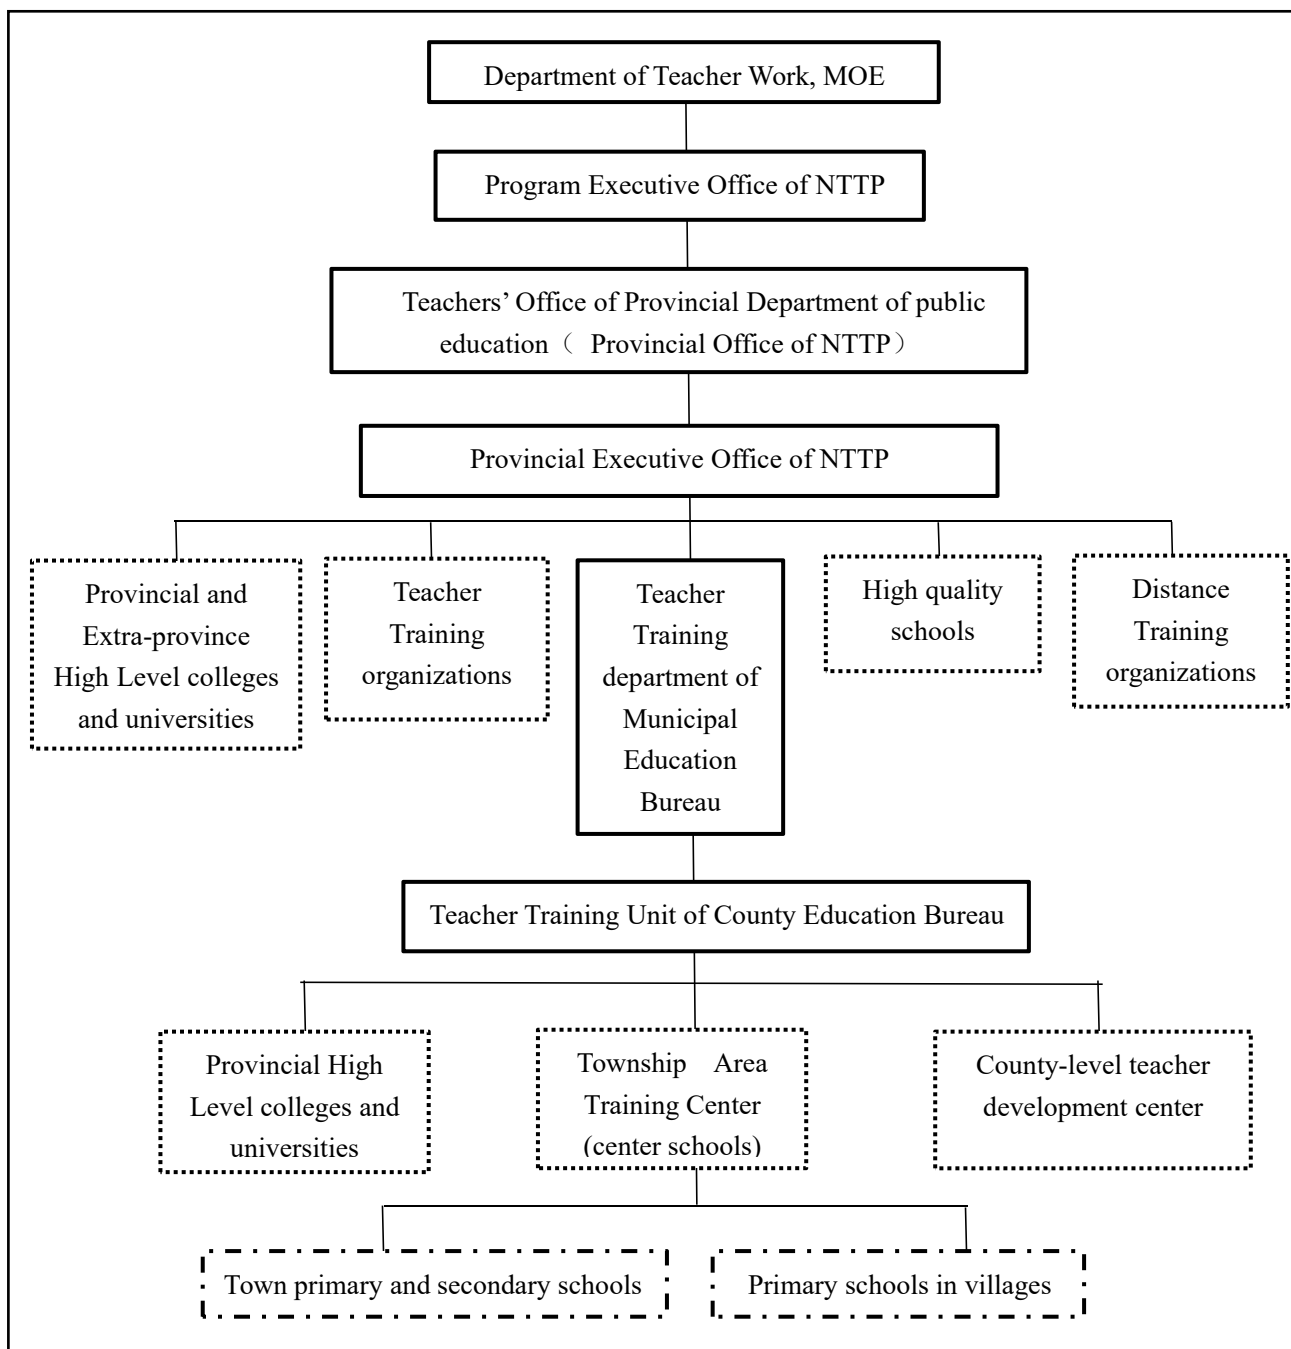 Department of Teacher Work, MOE
Program Executive Office of NTTP
Teachers’ Office of Provincial Department of public
education（ Provincial Office of NTTP）
Provincial Executive Office of NTTP
Provincial and
Extra-province
High Level colleges
and universities
Teacher
Training
organizations
Teacher
Training
department of
Municipal
Education
Bureau
High quality
schools
Distance
Training
organizations
Teacher Training Unit of County Education Bureau
Provincial High
Level colleges and
universities
Township Area
Training Center
(center schools)
County-level teacher
development center
Town primary and secondary schools
Primary schools in villages